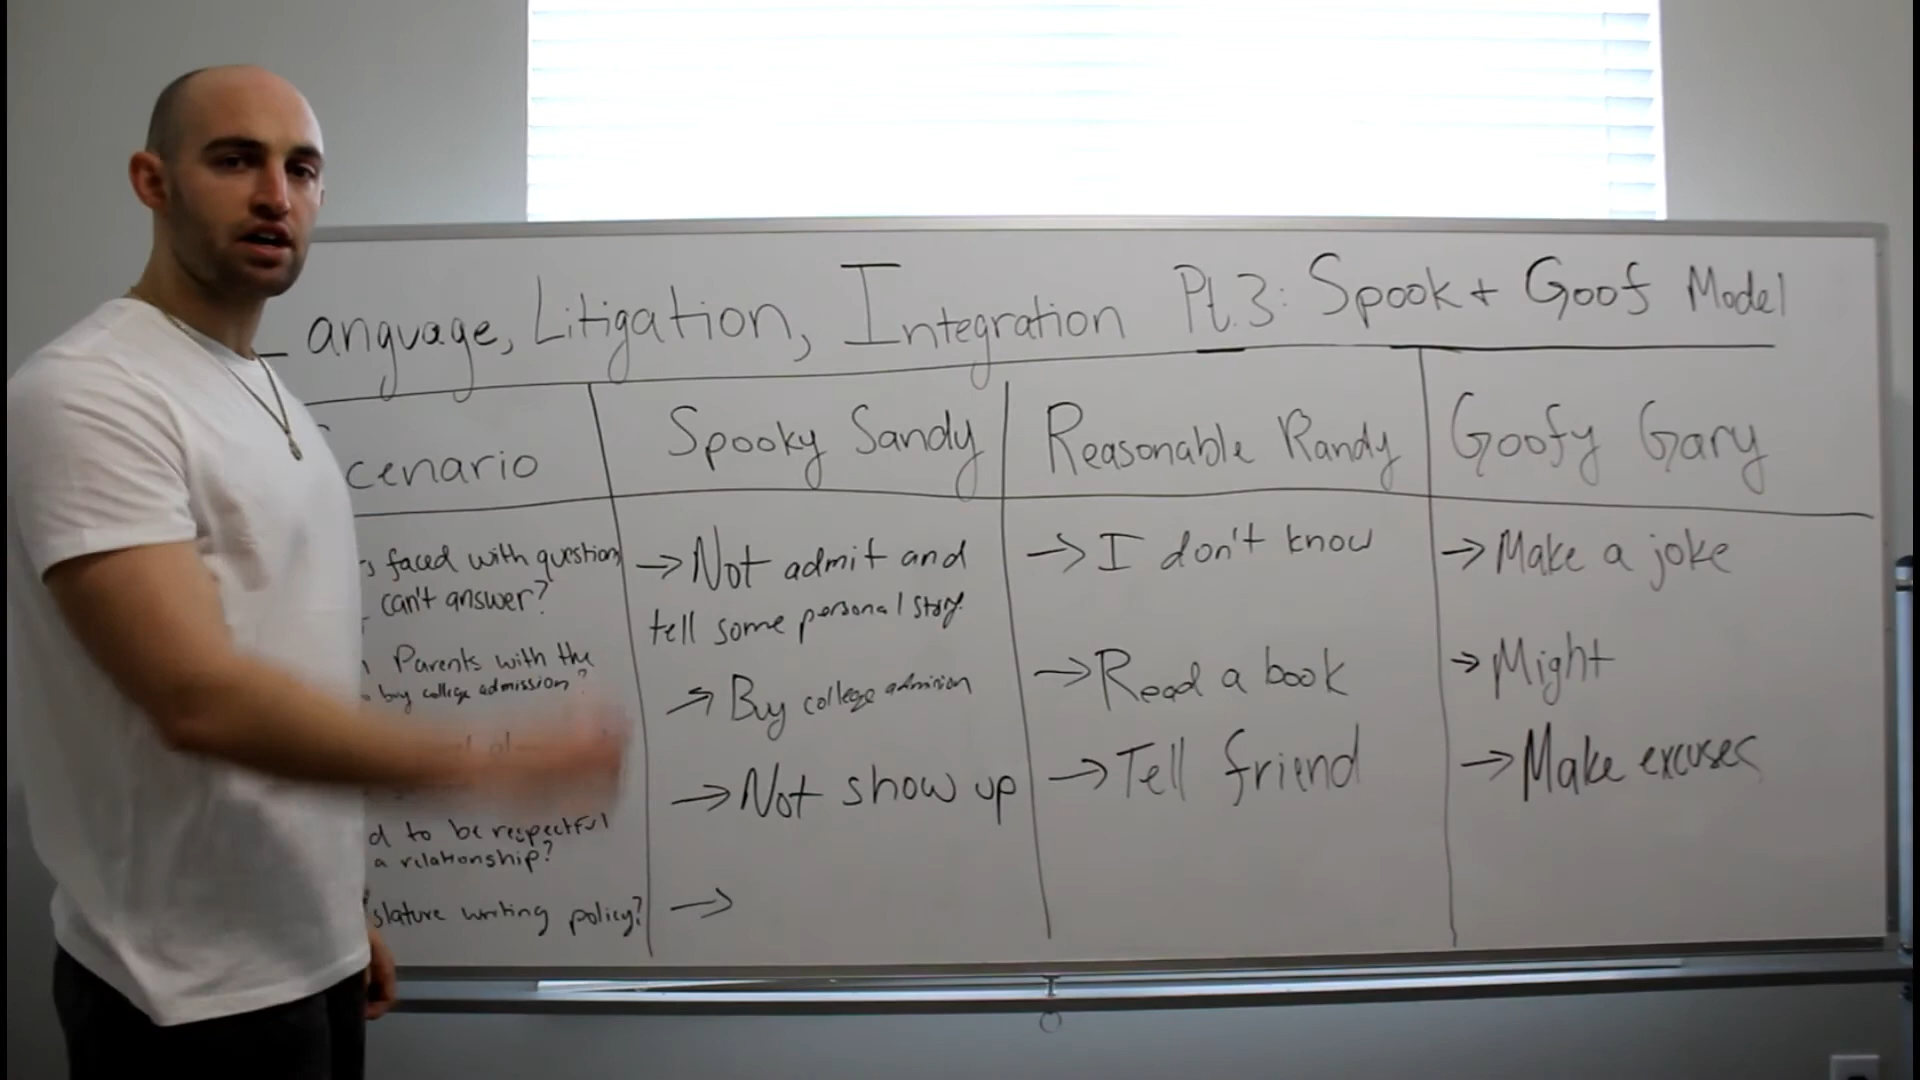 Language, Litigation, Integration Pt.3: Spook + Goof Model
cenario
Spooky Sandy
Reasonable Randy
Goofy Gary
s faced with question
can't answer?
Parents with the
buy college admission?
d to be respectful
a relationship?
slature writing policy?
→ Not admit and
tell some personal story.
→ Buy college admission
→ Not show up
→
→ I don't know
→ Read a book
→ Tell friend
→ Make a joke
→ Might
→ Make excuses